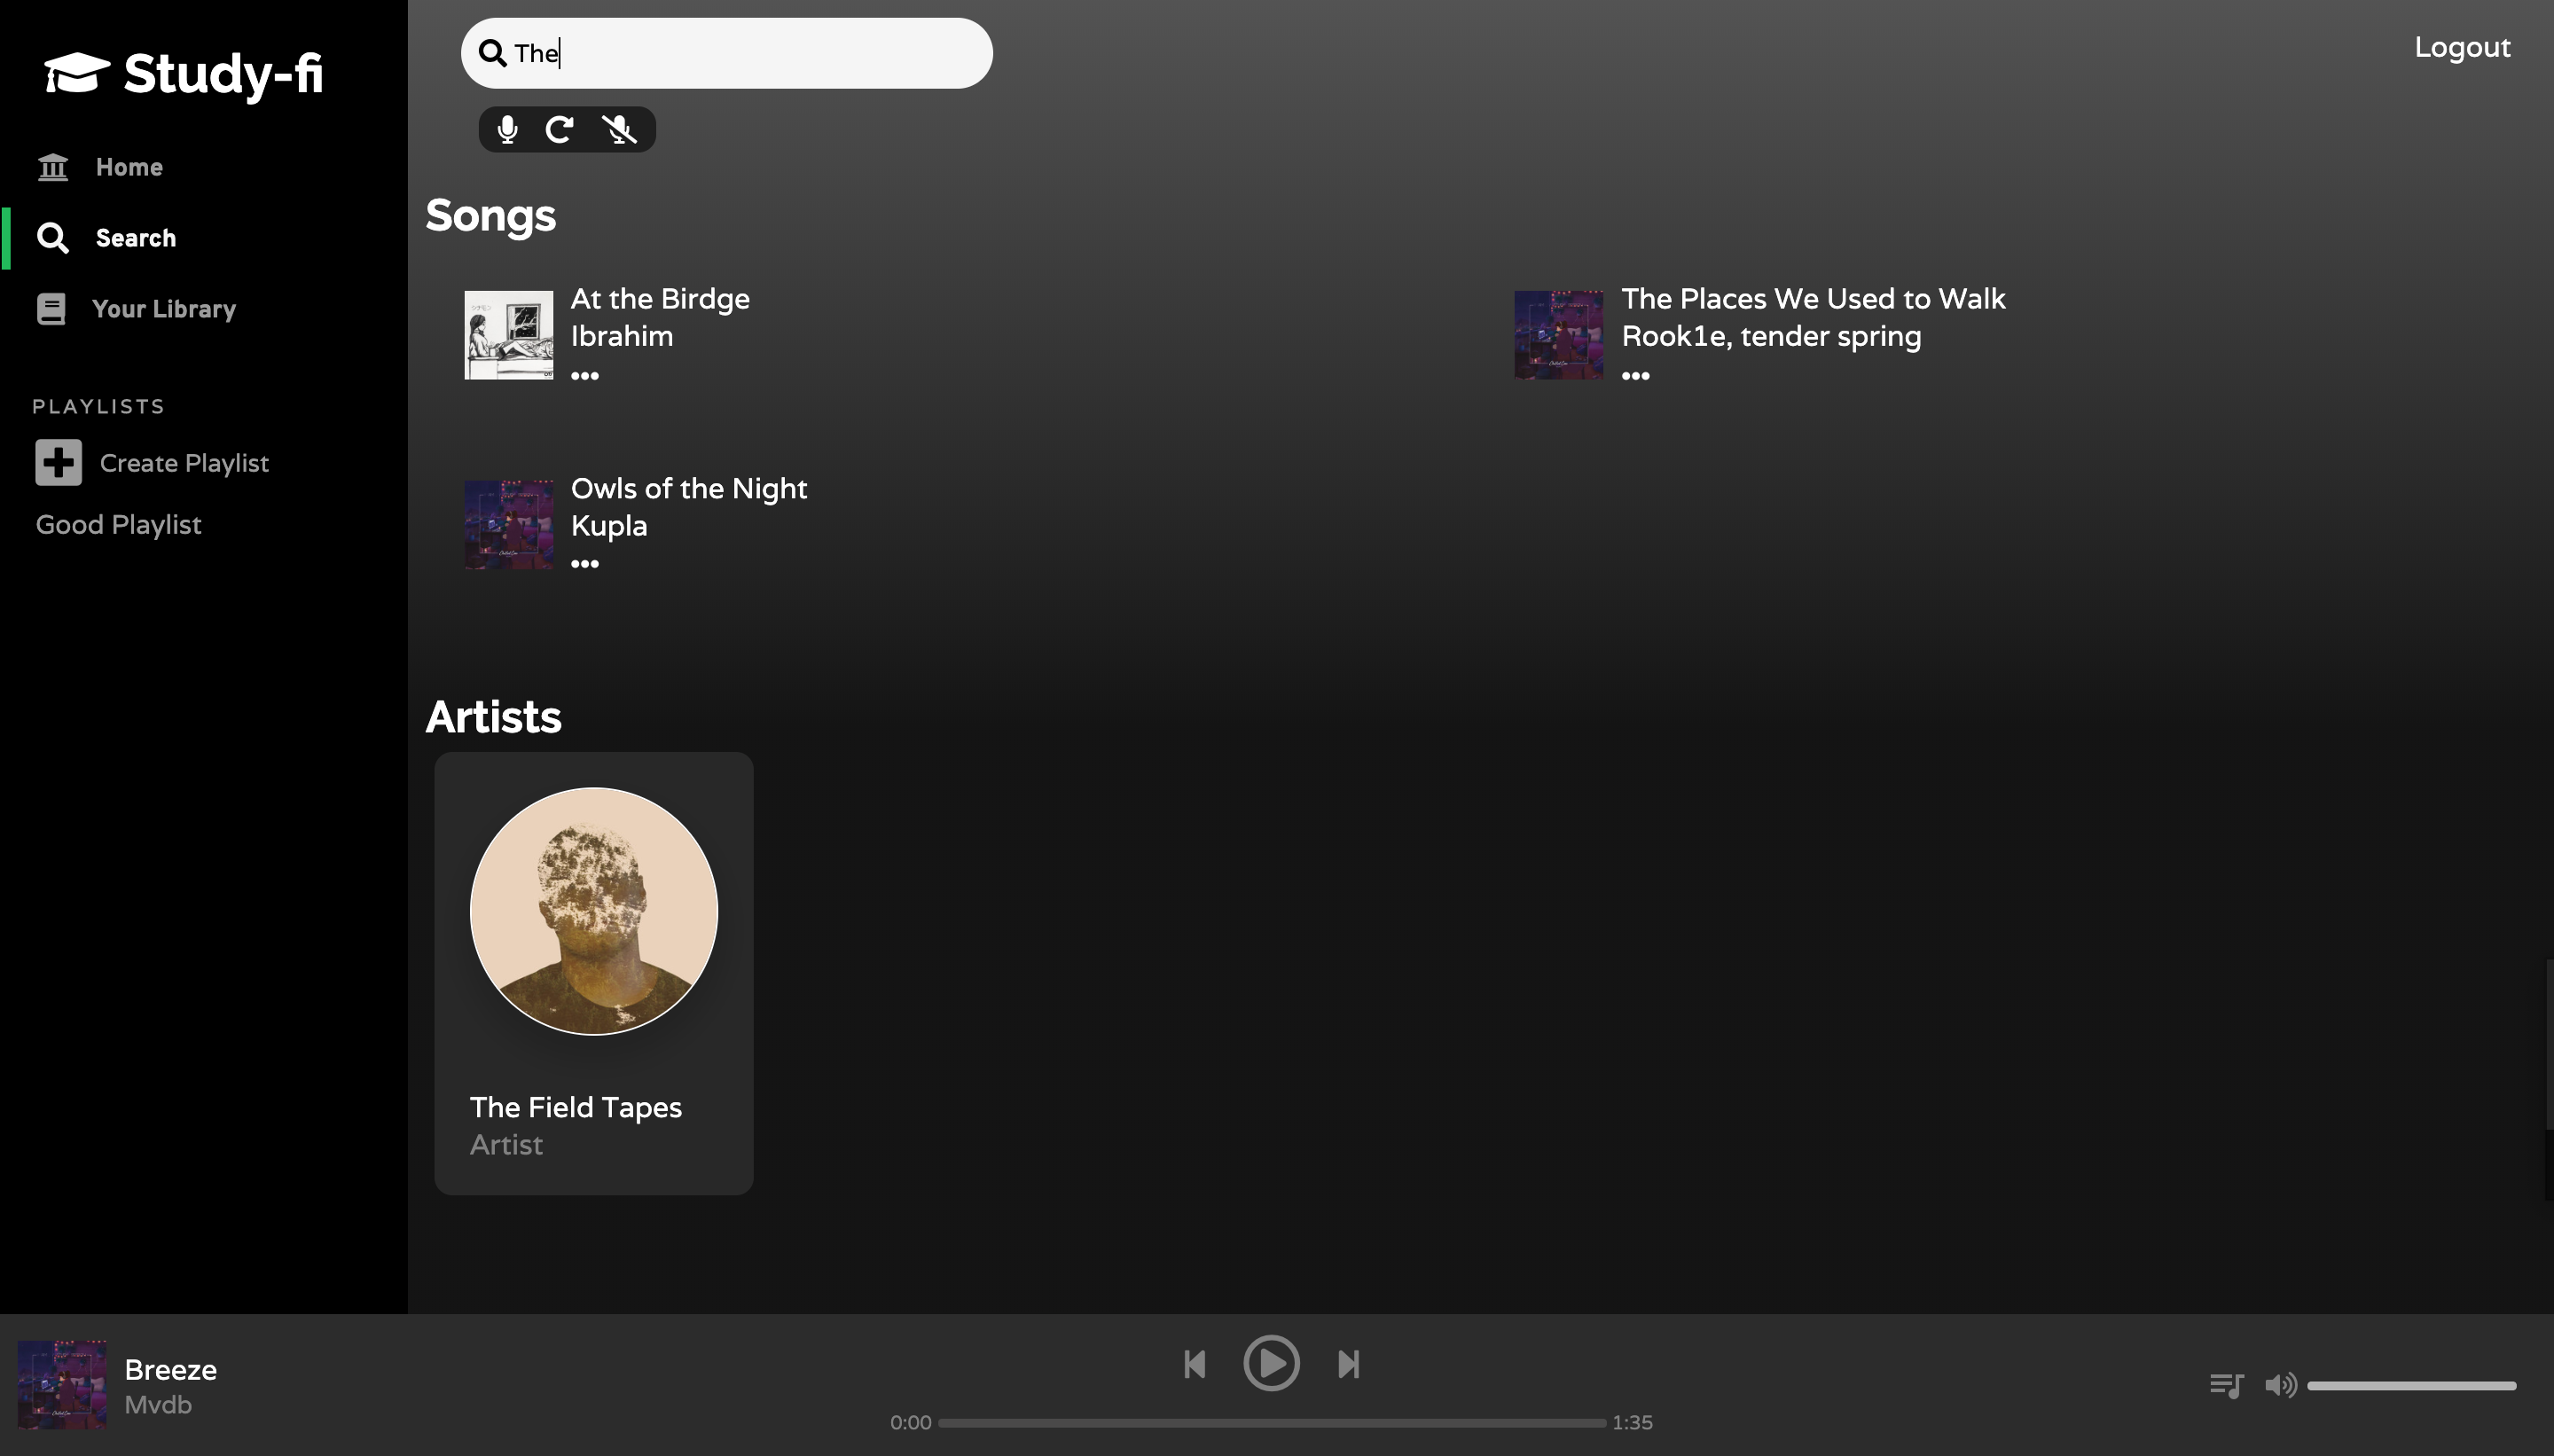 Study-fi
Home
Search
Your Library
PLAYLISTS
Create Playlist
Good Playlist
The
Logout
Songs
At the Birdge
Ibrahim
The Places We Used to Walk
Rook1e, tender spring
Owls of the Night
Kupla
Artists
The Field Tapes
Artist
Breeze
Mvdb
0:00
1:35